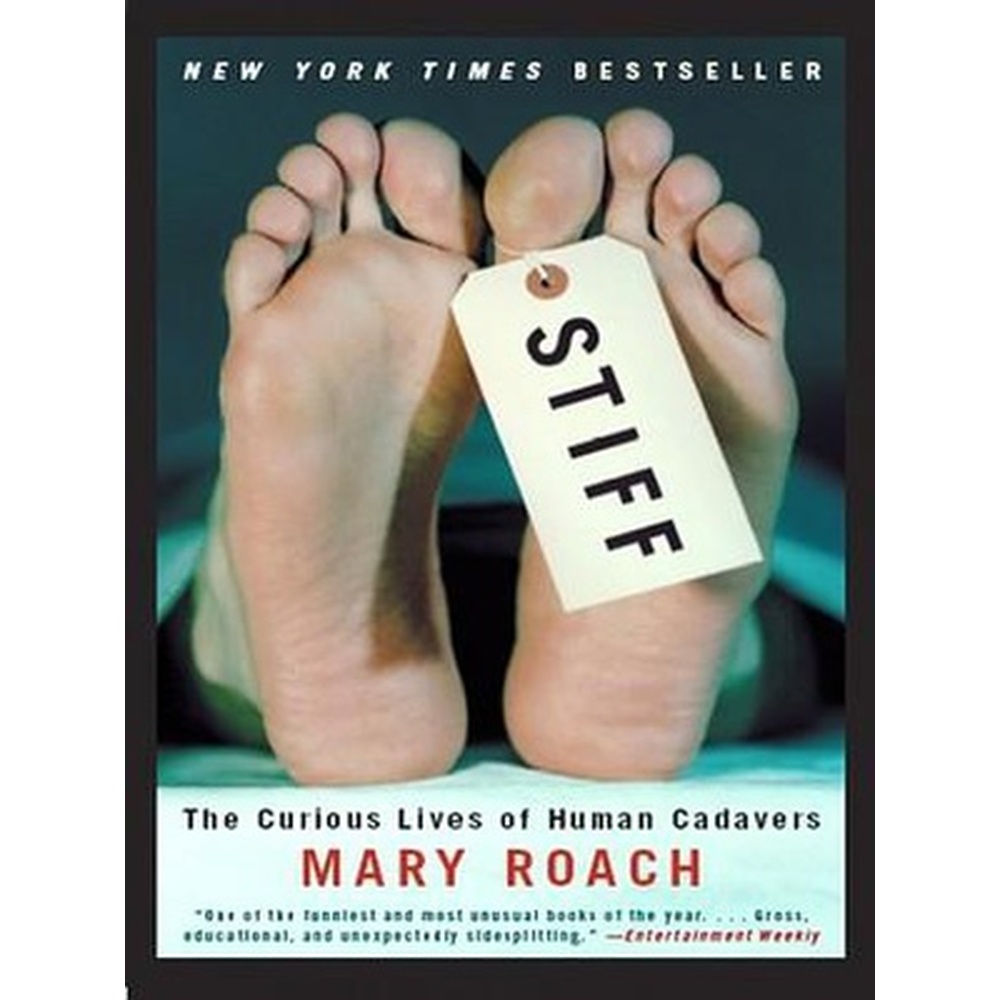 NEW YORK TIMES BESTSELLER
STIFF
The Curious Lives of Human Cadavers
MARY ROACH
"One of the funniest and most unusual books of the year. . . . Gross,
educational, and unexpectedly sidesplitting." —Entertainment Weekly